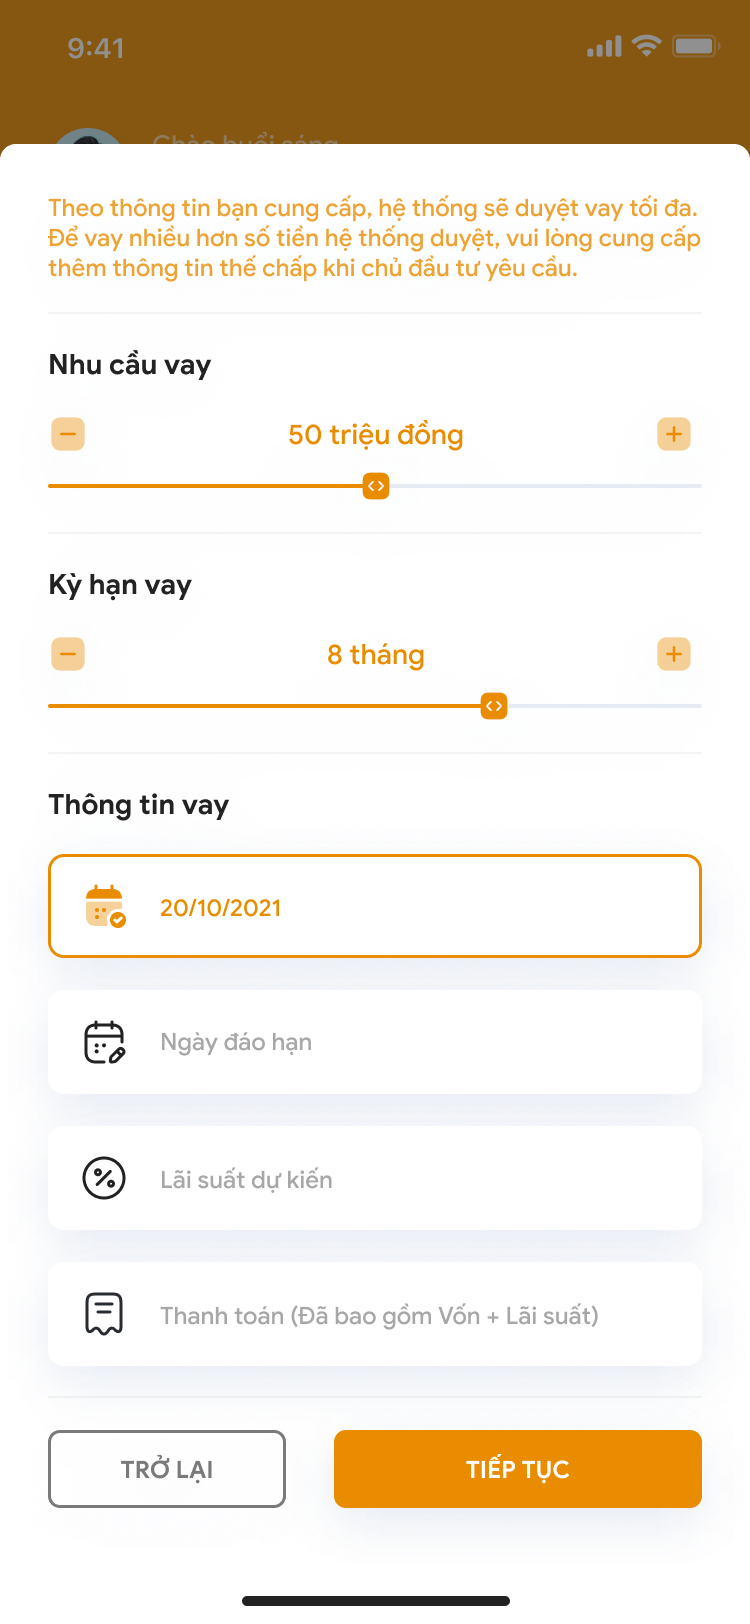 9:41
Chào buổi sáng
Theo thông tin bạn cung cấp, hệ thống sẽ duyệt vay tối đa.
Để vay nhiều hơn số tiền hệ thống duyệt, vui lòng cung cấp
thêm thông tin thế chấp khi chủ đầu tư yêu cầu.
Nhu cầu vay
50 triệu đồng
Kỳ hạn vay
8 tháng
Thông tin vay
20/10/2021
Ngày đáo hạn
Lãi suất dự kiến
Thanh toán (Đã bao gồm Vốn + Lãi suất)
TRỞ LẠI
TIẾP TỤC